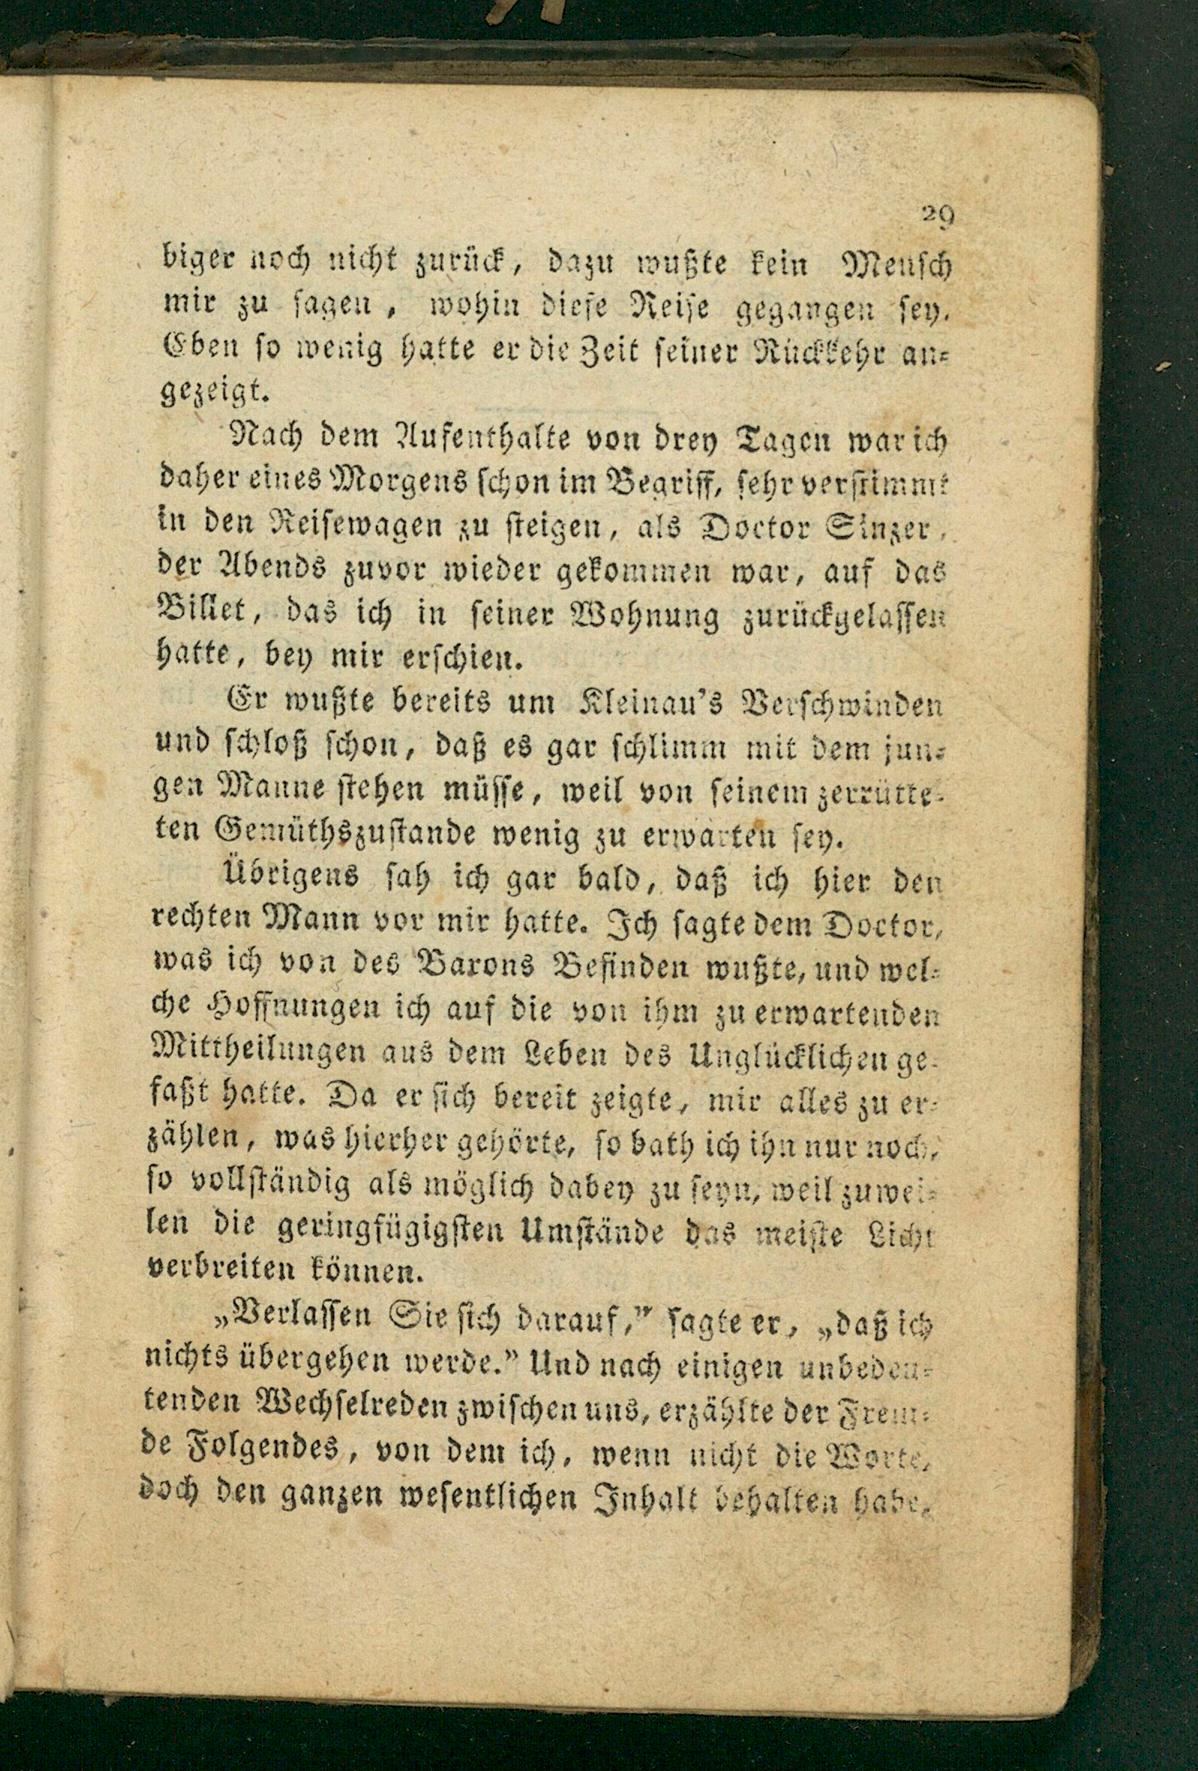 29
biger noch nicht zurück, dazu wußte kein Mensch
mir zu sagen, wohin diese Reise gegangen sey.
Eben so wenig hatte er die Zeit seiner Rückkehr an-
gezeigt.
Nach dem Aufenthalte von drey Tagen war ich
daher eines Morgens schon im Begriff, sehr verstimmt
in den Reisewagen zu steigen, als Doctor Sinzer,
der Abends zuvor wieder gekommen war, auf das
Billet, das ich in seiner Wohnung zurückgelassen
hatte, bey mir erschien.
Er wußte bereits um Kleinau's Verschwinden
und schloß schon, daß es gar schlimm mit dem jun-
gen Manne stehen müsse, weil von seinem zerrütte-
ten Gemüthszustande wenig zu erwarten sey.
Übrigens sah ich gar bald, daß ich hier den
rechten Mann vor mir hatte. Ich sagte dem Doctor,
was ich von des Barons Befinden wußte, und wel-
che Hoffnungen ich auf die von ihm zu erwartenden
Mittheilungen aus dem Leben des Unglücklichen ge-
faßt hatte. Da er sich bereit zeigte, mir alles zu er-
zählen, was hierher gehörte, so bath ich ihn nur noch,
so vollständig als möglich dabey zu seyn, weil zuwei-
len die geringfügigsten Umstände das meiste Licht
verbreiten können.
„Verlassen Sie sich darauf,” sagte er, „daß ich
nichts übergehen werde.” Und nach einigen unbedeu-
tenden Wechselreden zwischen uns, erzählte der Frem-
de Folgendes, von dem ich, wenn nicht die Worte,
doch den ganzen wesentlichen Inhalt behalten habe.